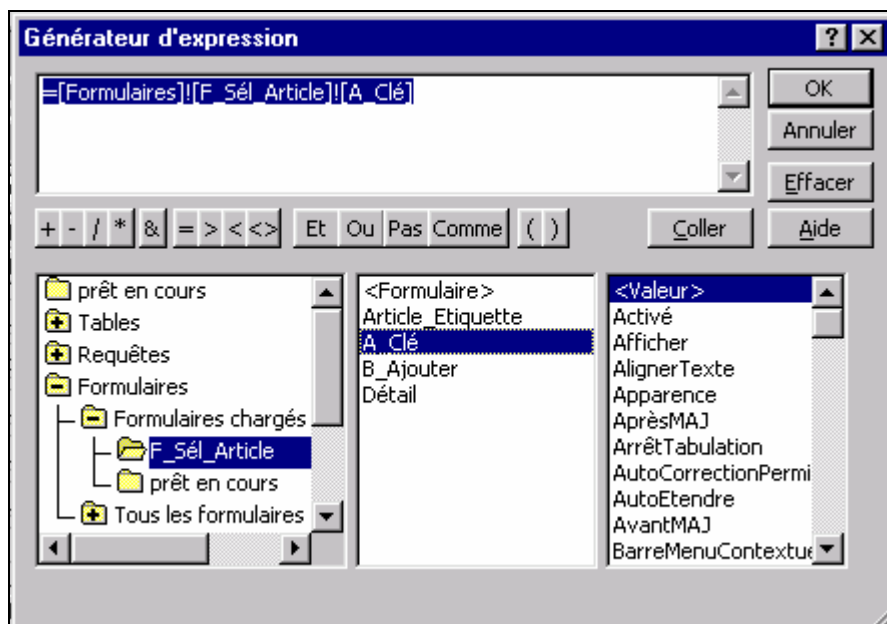 Générateur d'expression
=[Formulaires]![F_Sél_Article]![A_Clé]
OK
Annuler
Effacer
+ - / * & = > < <> Et Ou Pas Comme ( )
Coller
Aide
prêt en cours
Tables
Requêtes
Formulaires
Formulaires chargés
F_Sél_Article
prêt en cours
Tous les formulaires
<Formulaire>
Article_Etiquette
A_Clé
B_Ajouter
Détail
<Valeur>
Activé
Afficher
AlignerTexte
Apparence
AprèsMAJ
ArrêtTabulation
AutoCorrectionPermi
AutoEtendre
AvantMAJ
BarreMenuContextue